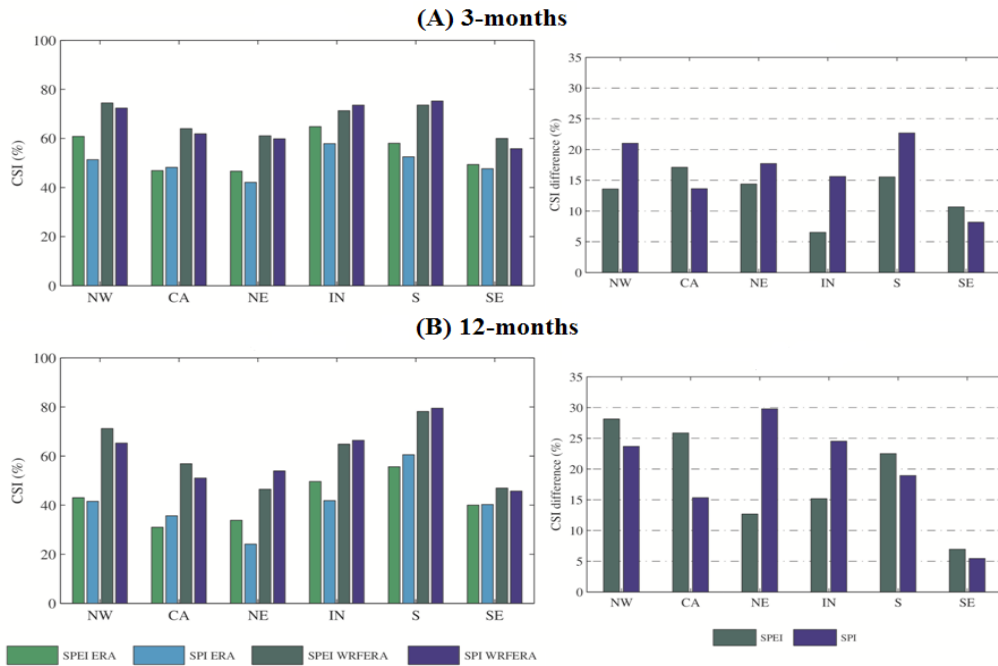 (A) 3-months
100
80
60
40
20
0
CSI (%)
NW CA NE IN S SE
35
30
25
20
15
10
5
0
CSI difference (%)
NW CA NE IN S SE
(B) 12-months
100
80
60
40
20
0
CSI (%)
NW CA NE IN S SE
35
30
25
20
15
10
5
0
CSI difference (%)
NW CA NE IN S SE
SPEI ERA SPI ERA SPEI WRFERA SPI WRFERA
SPEI SPI